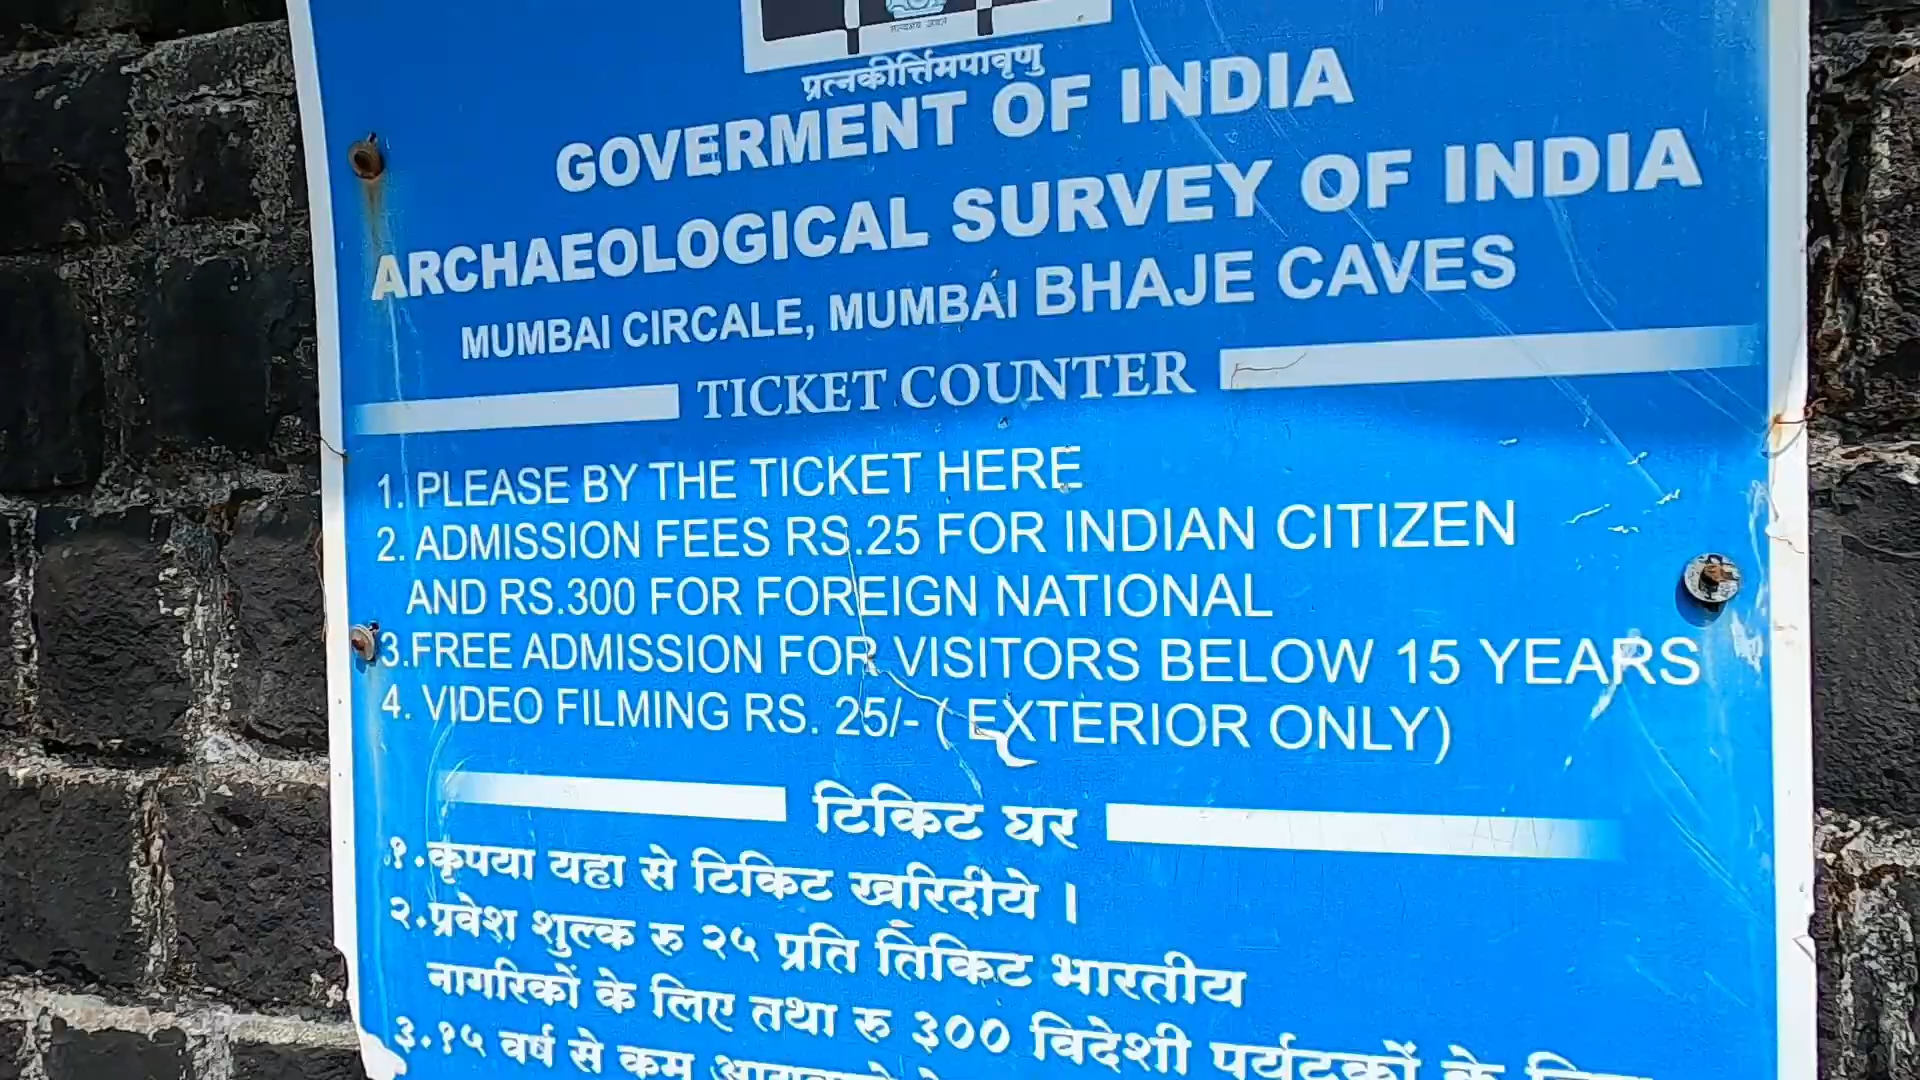 प्रत्नकीर्त्तिमपावृणु
GOVERMENT OF INDIA
ARCHAEOLOGICAL SURVEY OF INDIA
MUMBAI CIRCALE, MUMBAI BHAJE CAVES
TICKET COUNTER
1. PLEASE BY THE TICKET HERE
2. ADMISSION FEES RS.25 FOR INDIAN CITIZEN
AND RS.300 FOR FOREIGN NATIONAL
3.FREE ADMISSION FOR VISITORS BELOW 15 YEARS
4. VIDEO FILMING RS. 25/- ( EXTERIOR ONLY)
टिकिट घर
१.कृपया यहा से टिकिट खरिदीये ।
२.प्रवेश शुल्क रु २५ प्रति तिकिट भारतीय
नागरिकों के लिए तथा रु ३०० विदेशी पर्यटकों के
३.१५ वर्ष से कम